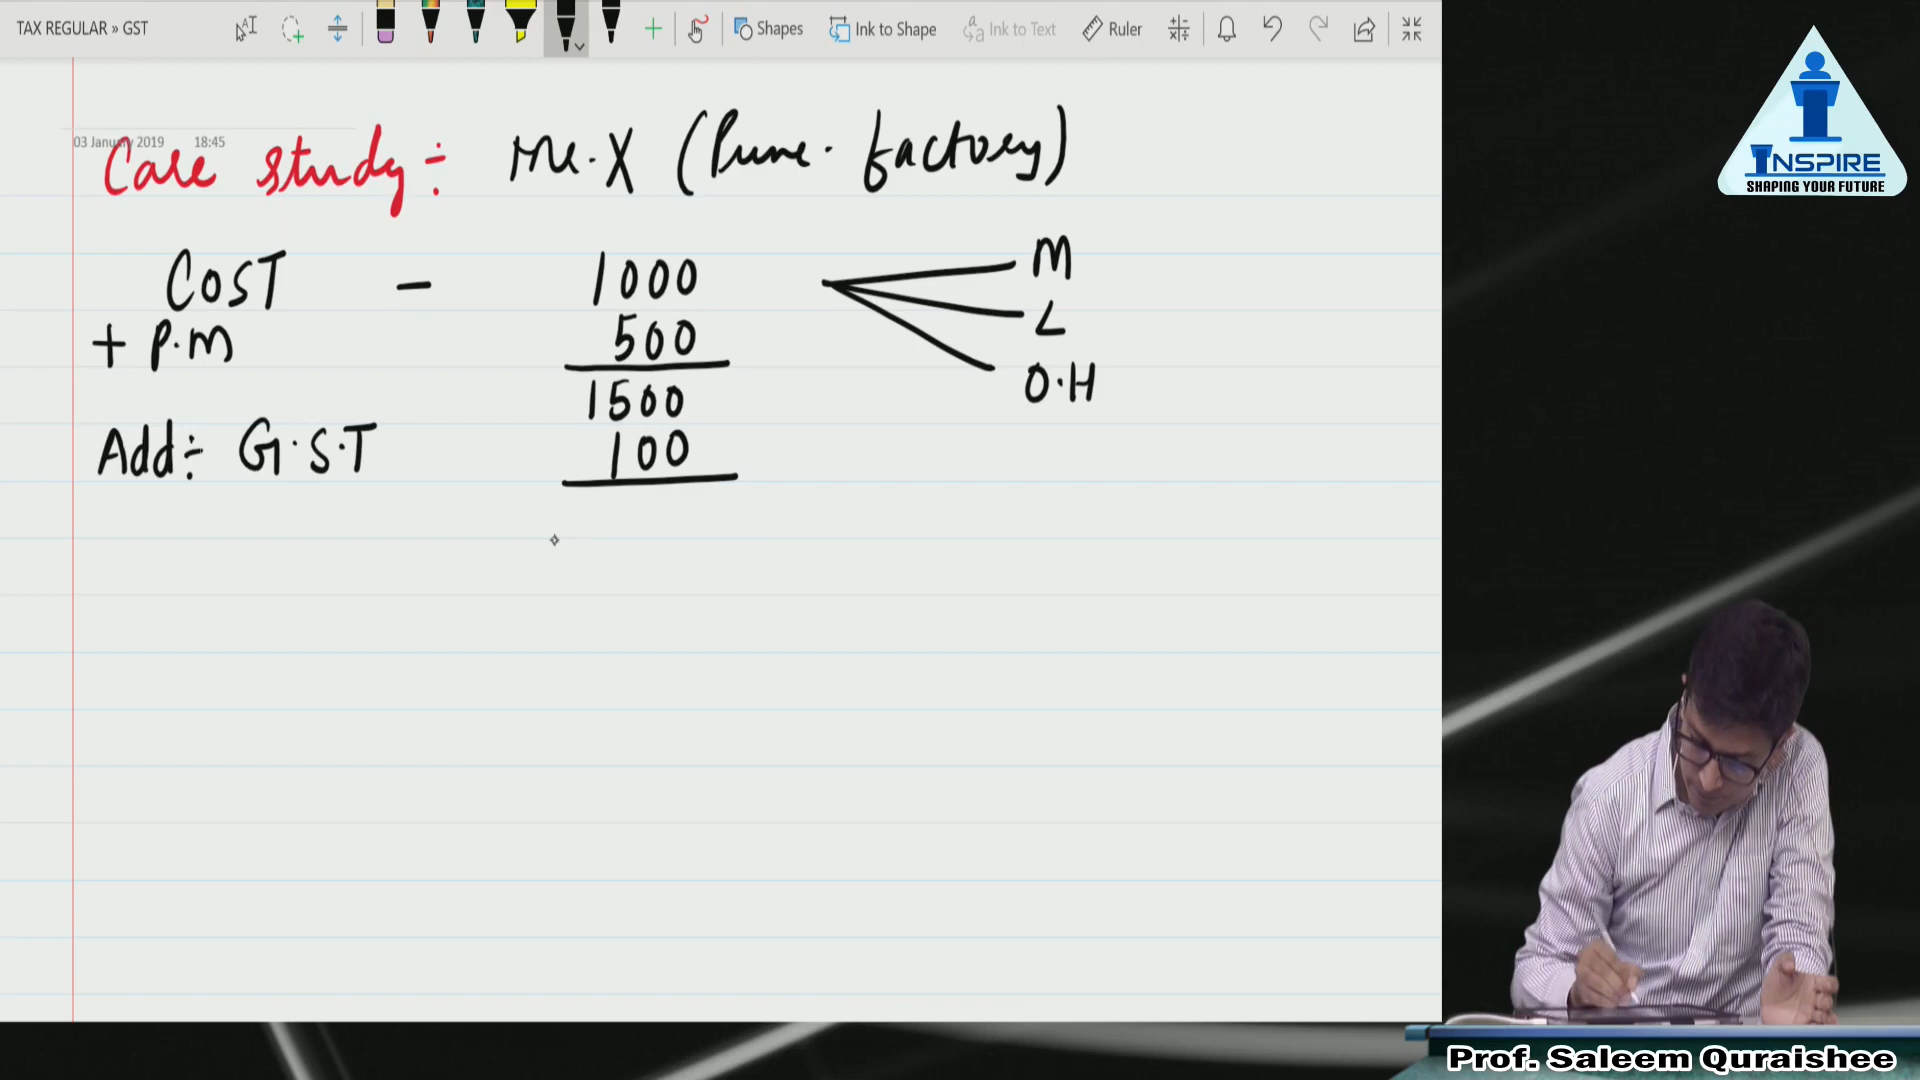 TAX REGULAR » GST
Shapes
Ink to Shape
Ink to Text
Ruler
03 January 2019 18:45
Case study÷ Mr.X (Pune. factory)
COST - 1000 M
L
+ P.M 500
O.H
1500
Add÷ G.S.T 100
INSPIRE
SHAPING YOUR FUTURE
Prof. Saleem Quraishee